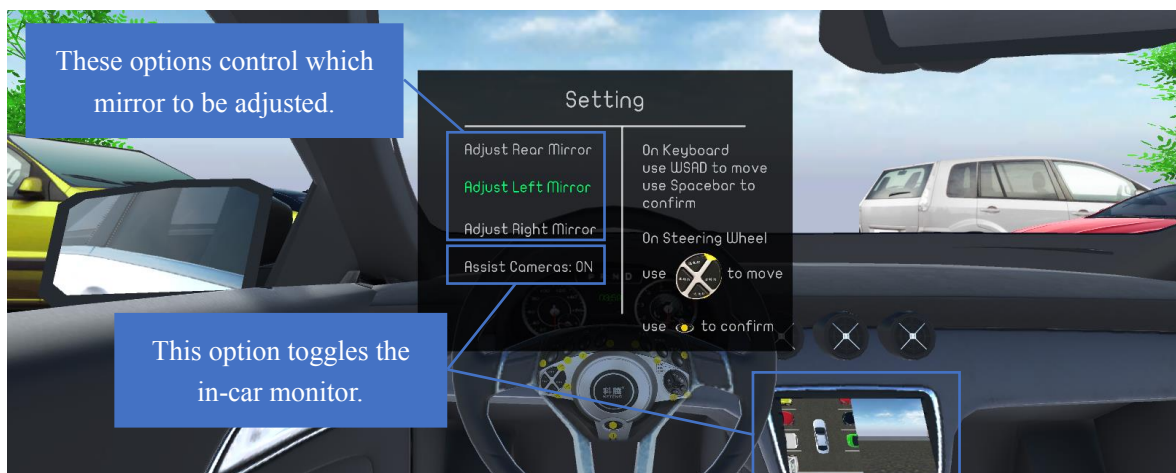 These options control which
mirror to be adjusted.
Setting
Adjust Rear Mirror
Adjust Left Mirror
Adjust Right Mirror
Assist Cameras: ON
On Keyboard
use WSAD to move
use Spacebar to
confirm
On Steering Wheel
use to move
use to confirm
This option toggles the
in-car monitor.